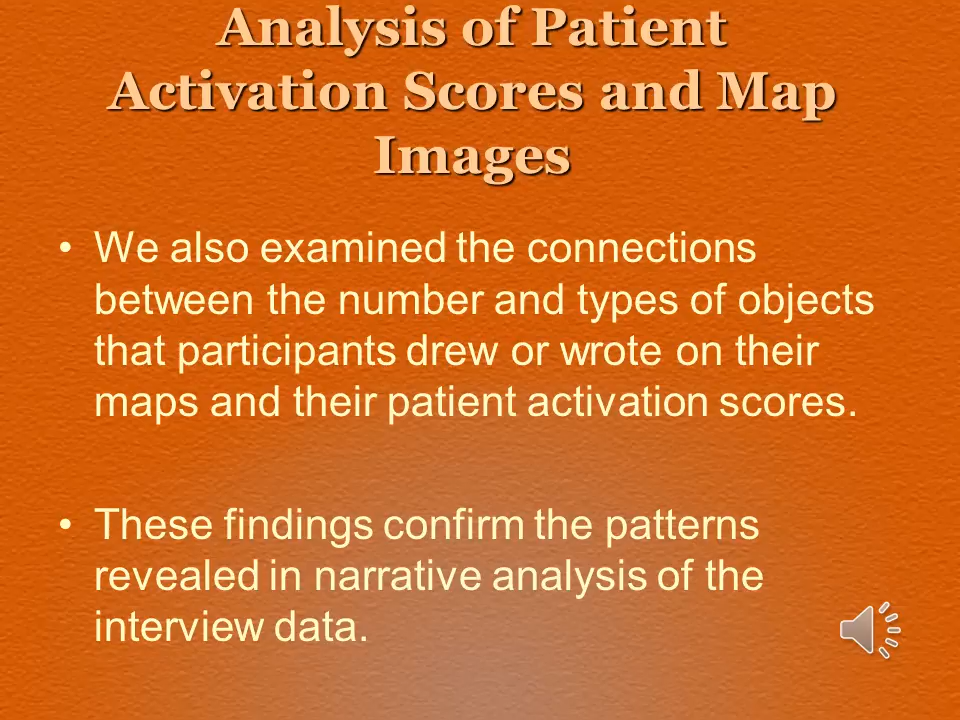 Analysis of Patient
Activation Scores and Map
Images
• We also examined the connections
between the number and types of objects
that participants drew or wrote on their
maps and their patient activation scores.
• These findings confirm the patterns
revealed in narrative analysis of the
interview data.